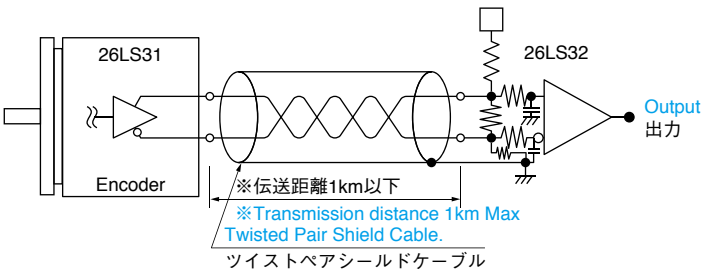 26LS31
26LS32
Output
出力
Encoder
※伝送距離1km以下
※Transmission distance 1km Max
Twisted Pair Shield Cable.
ツイストペアシールドケーブル